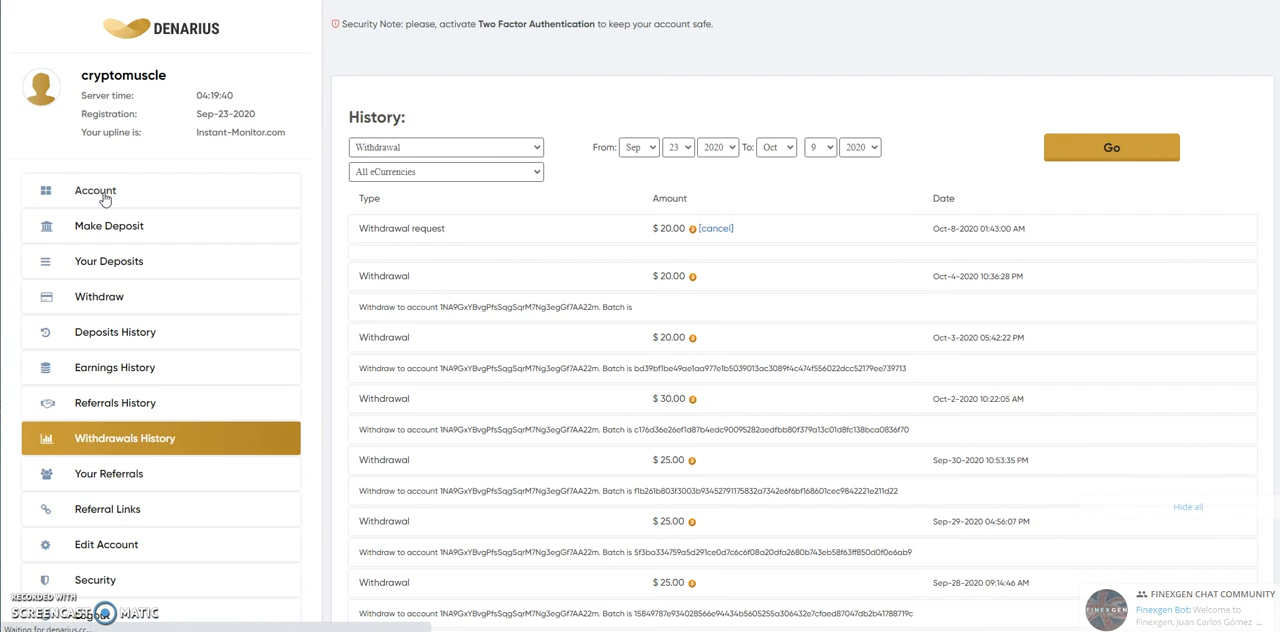 DENARIUS
Security Note: please, activate Two Factor Authentication to keep your account safe.
cryptomuscle
Server time: 04:19:40
Registration: Sep-23-2020
Your upline is: Instant-Monitor.com
Account
Make Deposit
Your Deposits
Withdraw
Deposits History
Earnings History
Referrals History
Withdrawals History
Your Referrals
Referral Links
Edit Account
Security
Logout
RECORDED WITH
SCREENCAST MATIC
Waiting for denarius.cc...
History:
Withdrawal From: Sep 23 2020 To: Oct 9 2020 Go
All eCurrencies
Type Amount Date
Withdrawal request $ 20.00 [cancel] Oct-8-2020 01:43:00 AM
Withdrawal $ 20.00 Oct-4-2020 10:36:28 PM
Withdraw to account 1NA9GxYBvgPfsSqgSqrM7Ng3egGf7AA22m. Batch is
Withdrawal $ 20.00 Oct-3-2020 05:42:22 PM
Withdraw to account 1NA9GxYBvgPfsSqgSqrM7Ng3egGf7AA22m. Batch is bd39bf1be49ae1aa977e1b5039013ac3089f4c474f556022dcc52179ee739713
Withdrawal $ 30.00 Oct-2-2020 10:22:05 AM
Withdraw to account 1NA9GxYBvgPfsSqgSqrM7Ng3egGf7AA22m. Batch is c176d36e26ef1d87b4edc90095282aedfbb80f379a13c01d8fc138bca0836f70
Withdrawal $ 25.00 Sep-30-2020 10:53:35 PM
Withdraw to account 1NA9GxYBvgPfsSqgSqrM7Ng3egGf7AA22m. Batch is f1b261b803f3003b93452791175832a7342e6f6bf168601cec9842221e211d22
Withdrawal $ 25.00 Sep-29-2020 04:56:07 PM
Withdraw to account 1NA9GxYBvgPfsSqgSqrM7Ng3egGf7AA22m. Batch is 5f3ba334759a5d291ce0d7c6c6f08a20dfa2680b743eb58f63ff850d0f0e6ab9
Withdrawal $ 25.00 Sep-28-2020 09:14:46 AM
Withdraw to account 1NA9GxYBvgPfsSqgSqrM7Ng3egGf7AA22m. Batch is 15849787e934028566e94434b5605255a306432e7cfaed87047db2b41788719c
Hide all
FINEXGEN
FINEXGEN CHAT COMMUNITY
Finexgen Bot: Welcome to
Finexgen, Juan Carlos Gómez ...